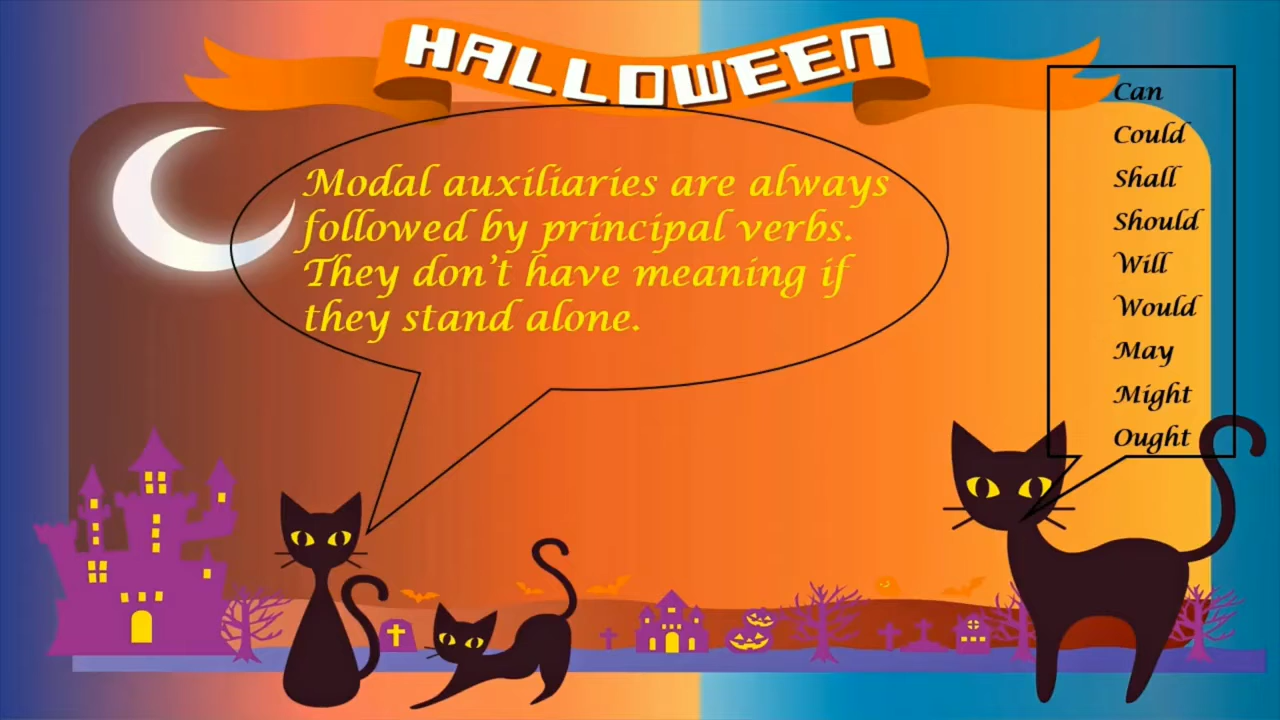 HALLOWEEN
Modal auxiliaries are always
followed by principal verbs.
They don't have meaning if
they stand alone.
Can
Could
Shall
Should
Will
Would
May
Might
Ought